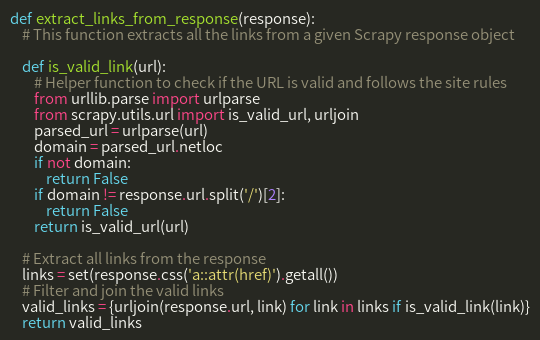 def extract_links_from_response(response):
    # This function extracts all the links from a given Scrapy response object
    def is_valid_link(url):
        # Helper function to check if the URL is valid and follows the site rules
        from urllib.parse import urlparse
        from scrapy.utils.url import is_valid_url, urljoin
        parsed_url = urlparse(url)
        domain = parsed_url.netloc
        if not domain:
            return False
        if domain != response.url.split('/')[2]:
            return False
        return is_valid_url(url)
    # Extract all links from the response
    links = set(response.css('a::attr(href)').getall())
    # Filter and join the valid links
    valid_links = {urljoin(response.url, link) for link in links if is_valid_link(link)}
    return valid_links